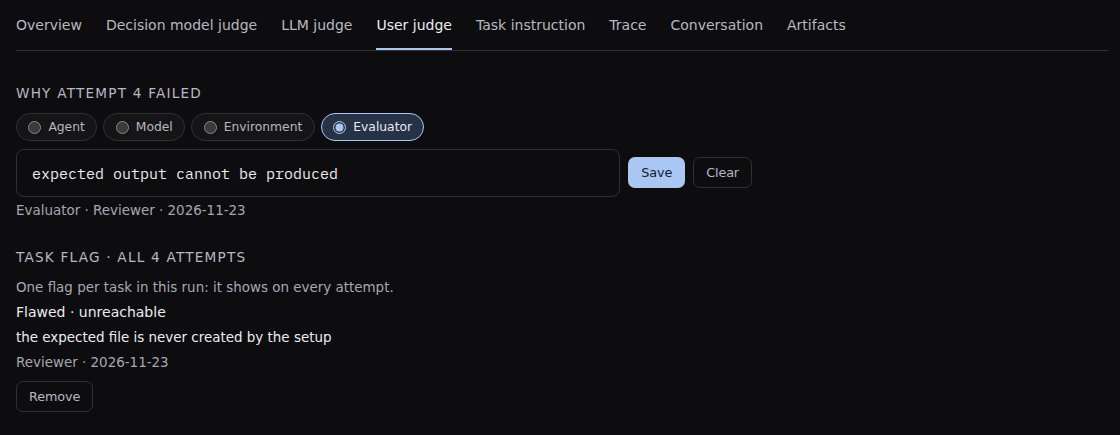 Overview Decision model judge LLM judge User judge Task instruction Trace Conversation Artifacts
WHY ATTEMPT 4 FAILED
Agent Model Environment Evaluator
expected output cannot be produced Save Clear
Evaluator · Reviewer · 2026-11-23
TASK FLAG · ALL 4 ATTEMPTS
One flag per task in this run: it shows on every attempt.
Flawed · unreachable
the expected file is never created by the setup
Reviewer · 2026-11-23
Remove